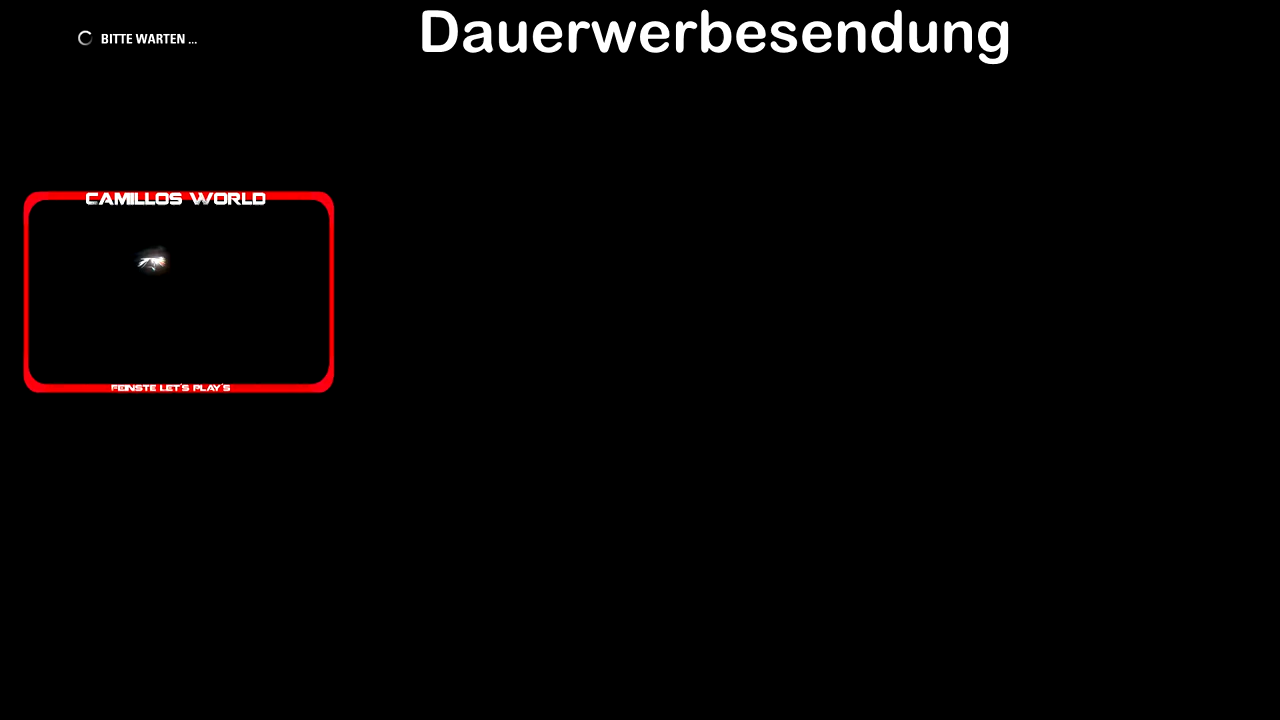 BITTE WARTEN ...
Dauerwerbesendung
CAMILLOS WORLD
FEINSTE LET'S PLAY'S